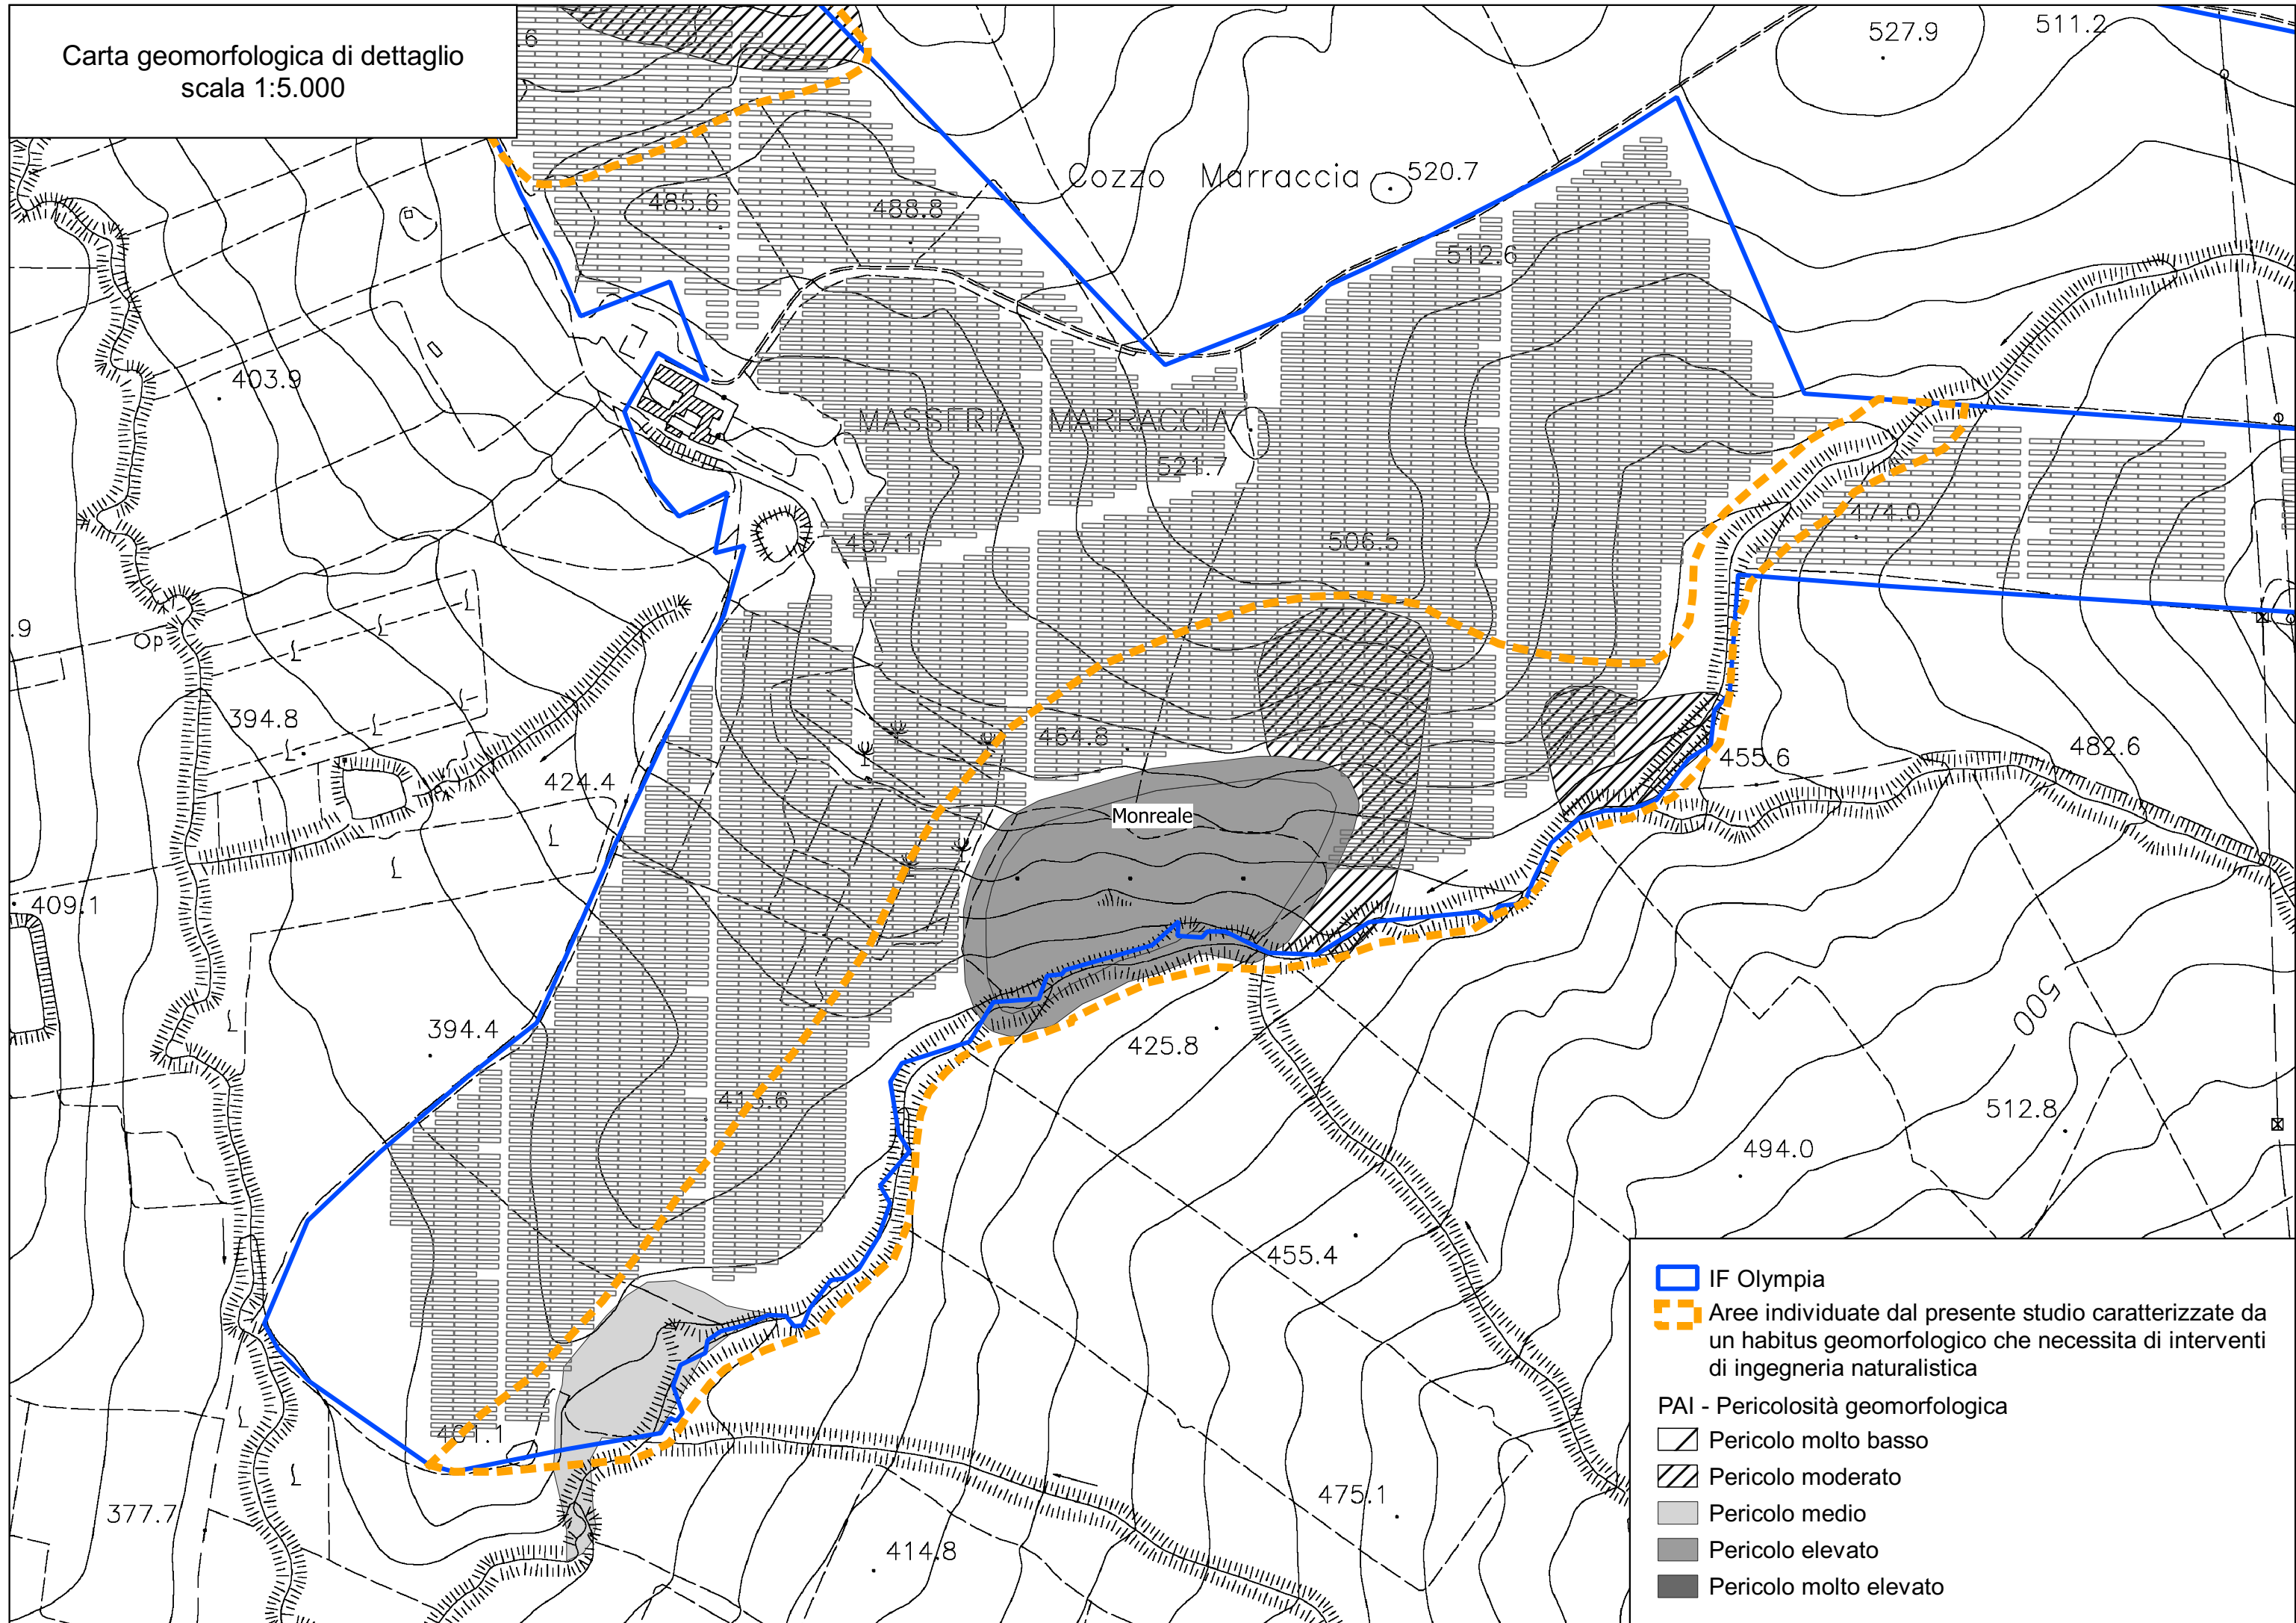 Carta geomorfologica di dettaglio
scala 1:5.000
527.9
511.2
Cozzo Marraccia
520.7
485.6
488.8
512.6
403.9
MASSERIA MARRACCIA
521.7
474.0
467.1
506.5
.9
Op
394.8
464.8
455.6
482.6
424.4
Monreale
409.1
394.4
425.8
500
413.6
512.8
494.0
455.4
401.1
475.1
377.7
414.8
IF Olympia
Aree individuate dal presente studio caratterizzate da
un habitus geomorfologico che necessita di interventi
di ingegneria naturalistica
PAI - Pericolosità geomorfologica
Pericolo molto basso
Pericolo moderato
Pericolo medio
Pericolo elevato
Pericolo molto elevato